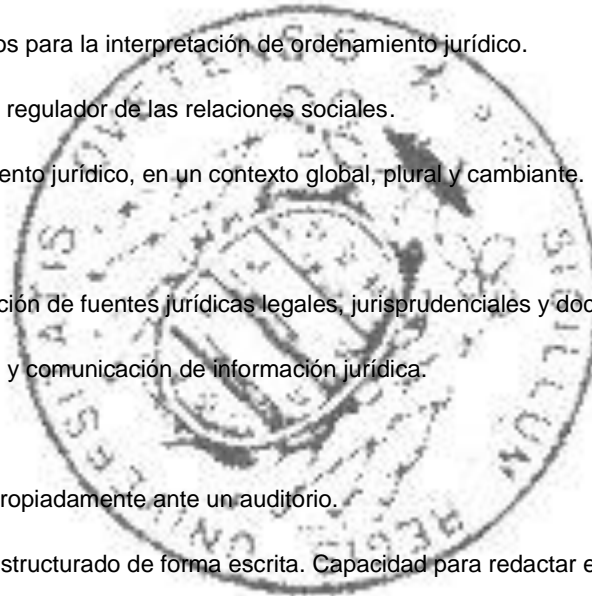 os para la interpretación de ordenamiento jurídico.
regulador de las relaciones sociales.
ento jurídico, en un contexto global, plural y cambiante.
ción de fuentes jurídicas legales, jurisprudenciales y doc
y comunicación de información jurídica.
ropiadamente ante un auditorio.
structurado de forma escrita. Capacidad para redactar e
SIGILLUN